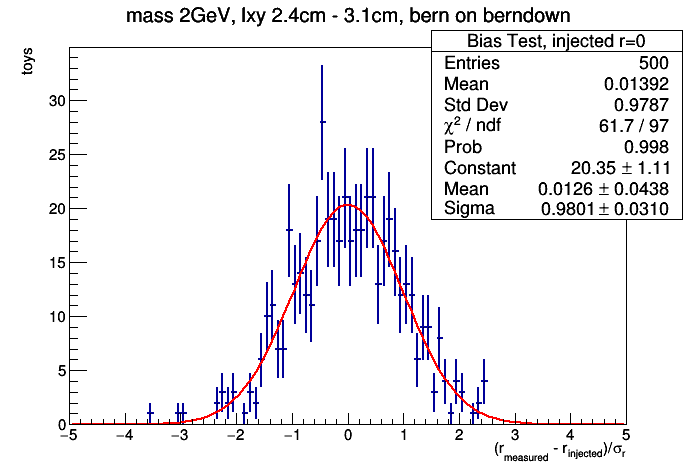 mass 2GeV, lxy 2.4cm - 3.1cm, bern on berndown
Bias Test, injected r=0
Entries 500
Mean 0.01392
Std Dev 0.9787
χ² / ndf 61.7 / 97
Prob 0.998
Constant 20.35 ± 1.11
Mean 0.0126 ± 0.0438
Sigma 0.9801 ± 0.0310
toys
30
25
20
15
10
5
0
−5 −4 −3 −2 −1 0 1 2 3 4 5
(r_measured - r_injected)/σ_r